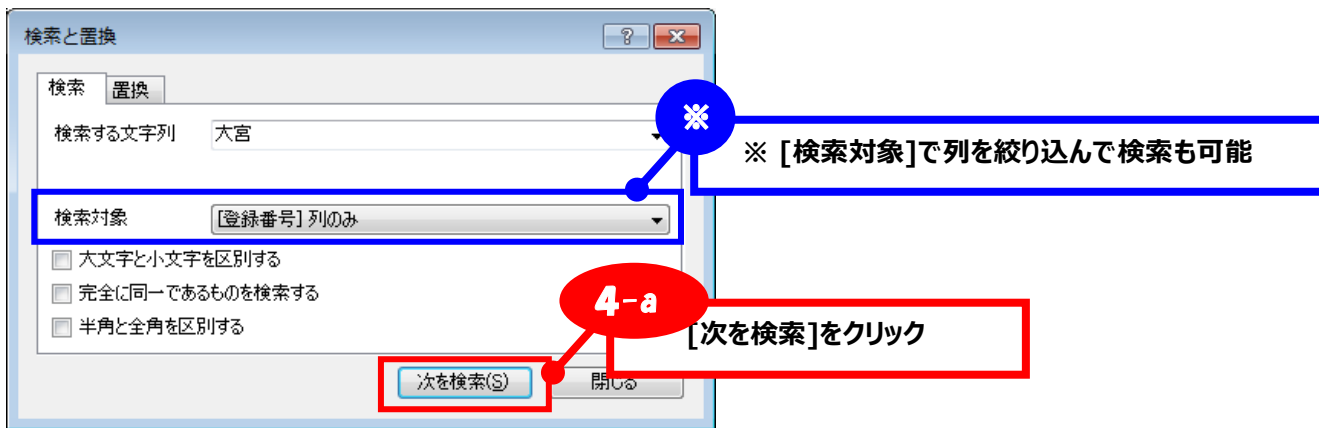 検索と置換
検索 置換
検索する文字列 大宮
※
※ [検索対象]で列を絞り込んで検索も可能
検索対象 [登録番号] 列のみ
大文字と小文字を区別する
完全に同一であるものを検索する
半角と全角を区別する
4-a
[次を検索]をクリック
次を検索(S) 閉じる